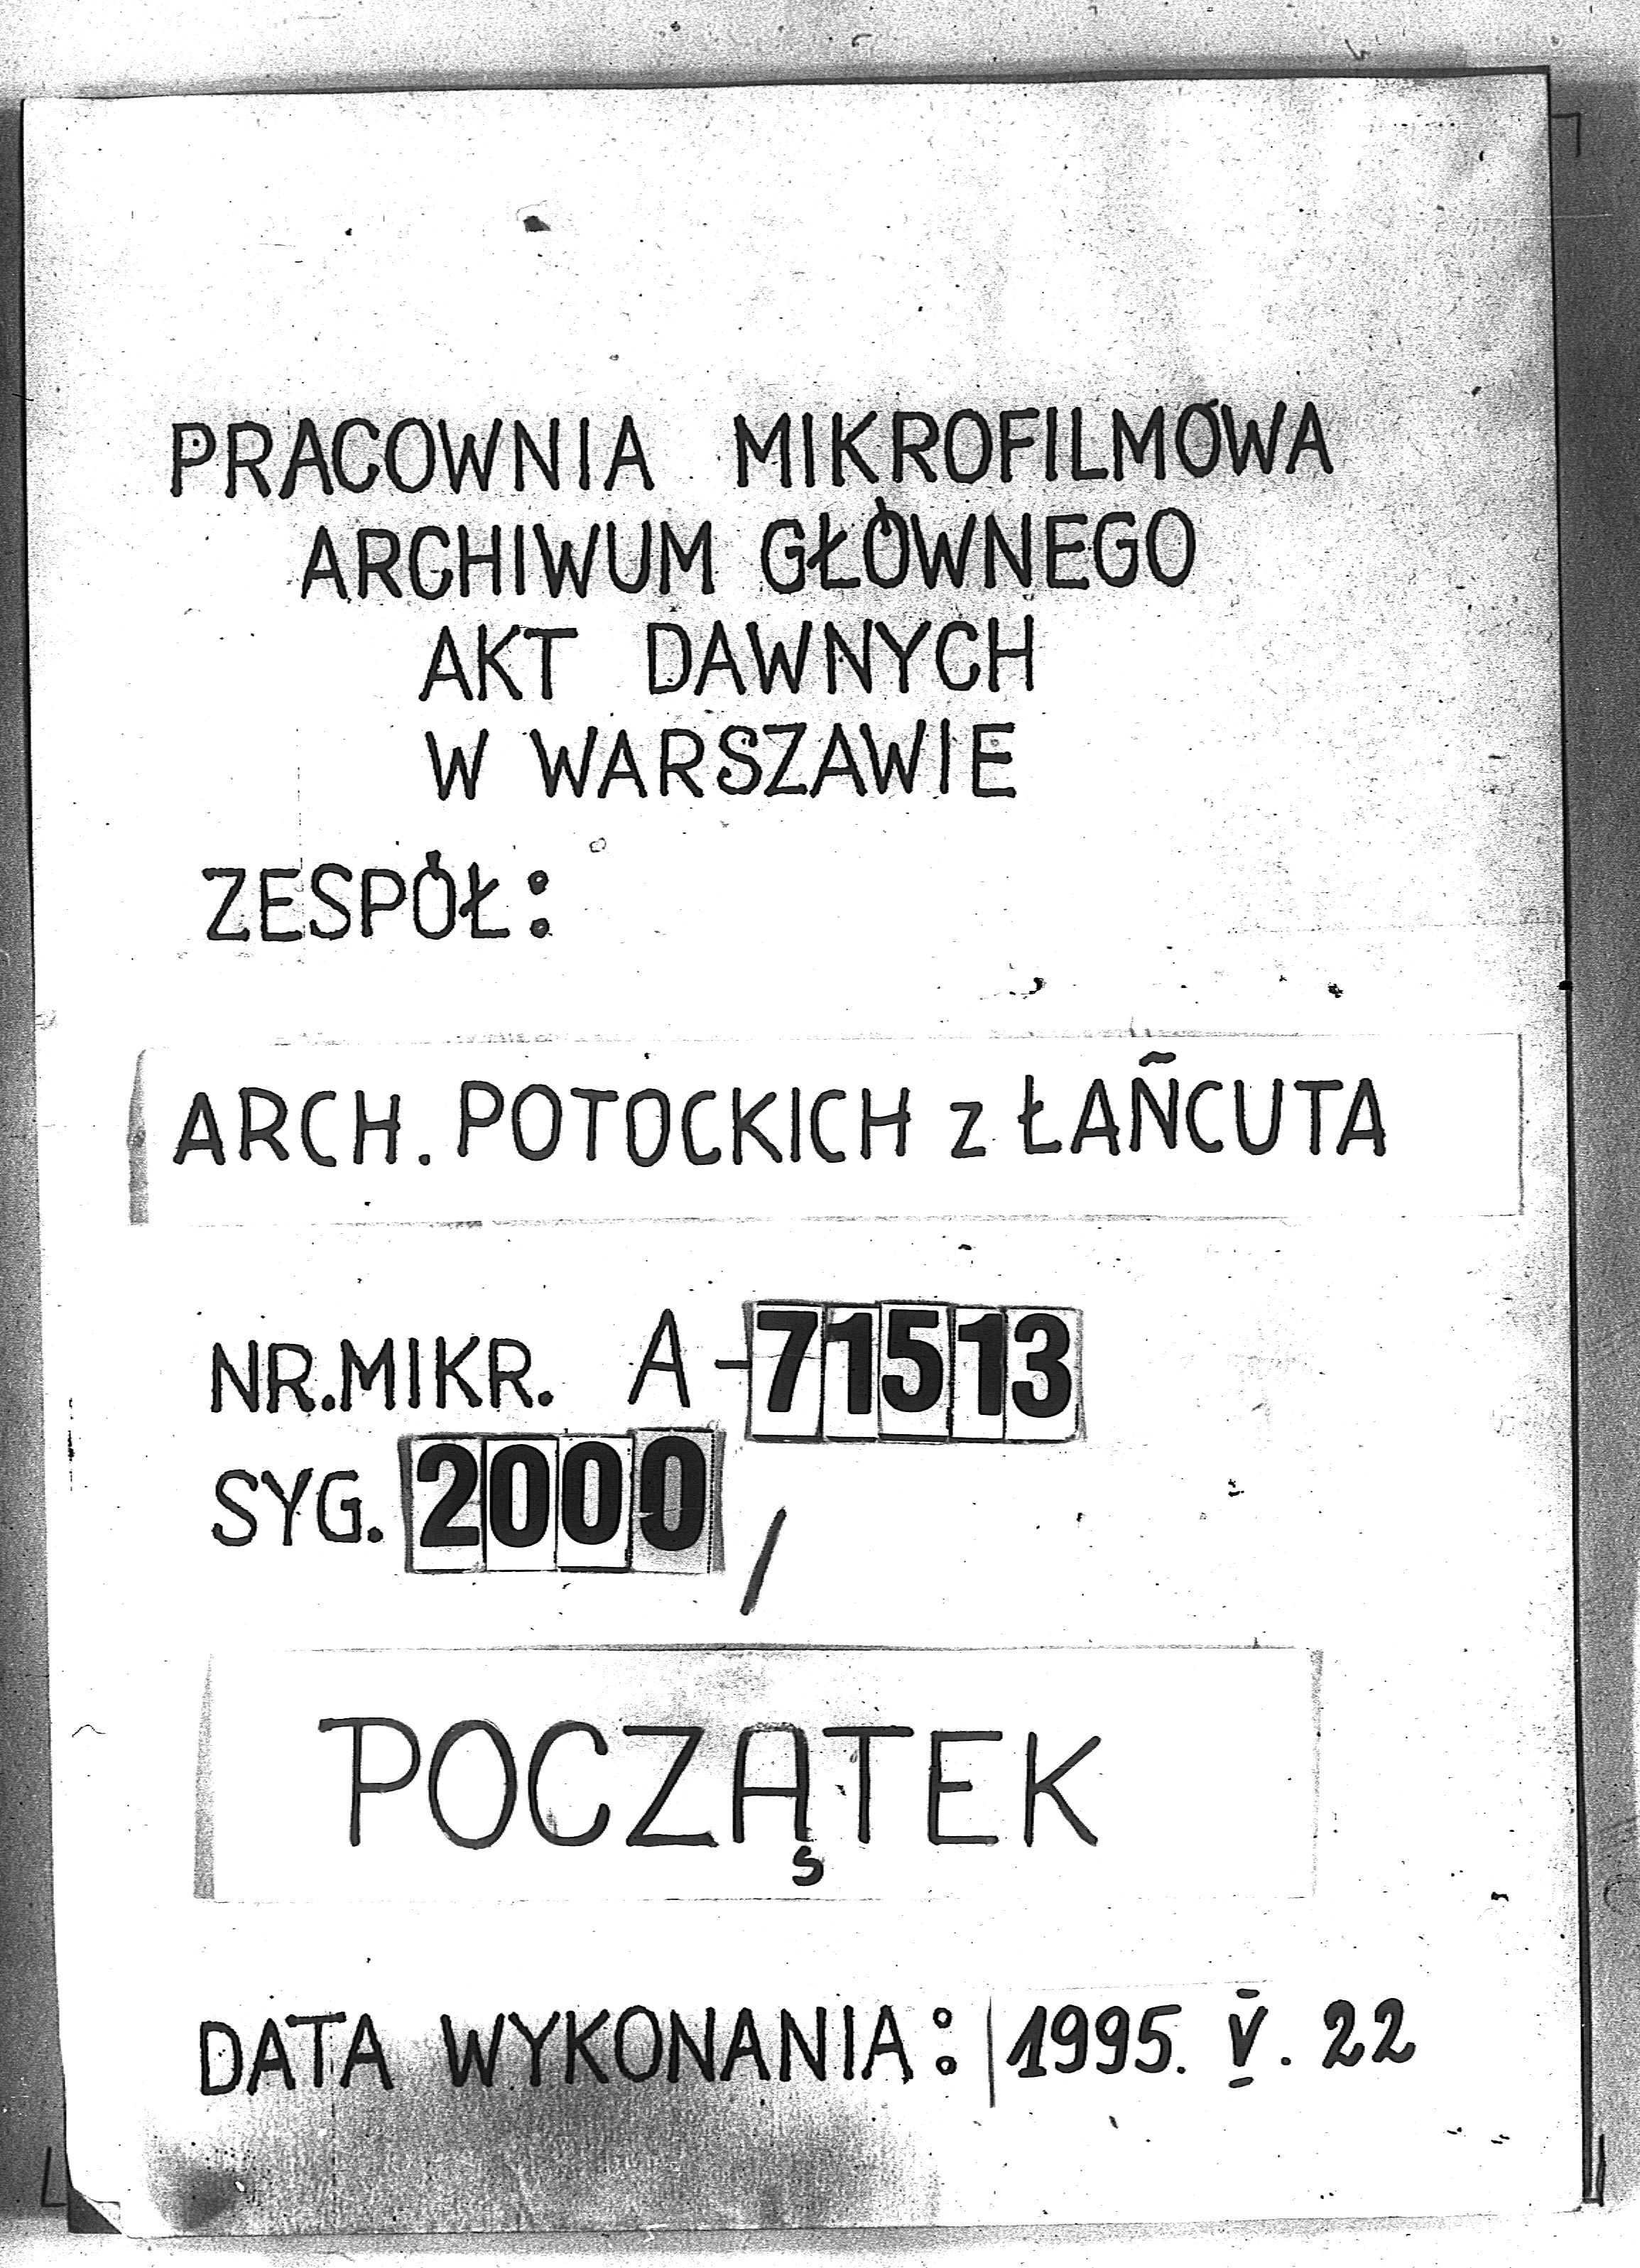 PRACOWNIA MIKROFILMOWA
ARCHIWUM GŁÓWNEGO
AKT DAWNYCH
W WARSZAWIE
ZESPÓŁ:
ARCH. POTOCKICH z ŁAŃCUTA
NR.MIKR. A-71513
SYG. 2000/
POCZĄTEK
DATA WYKONANIA: 1995. V. 22